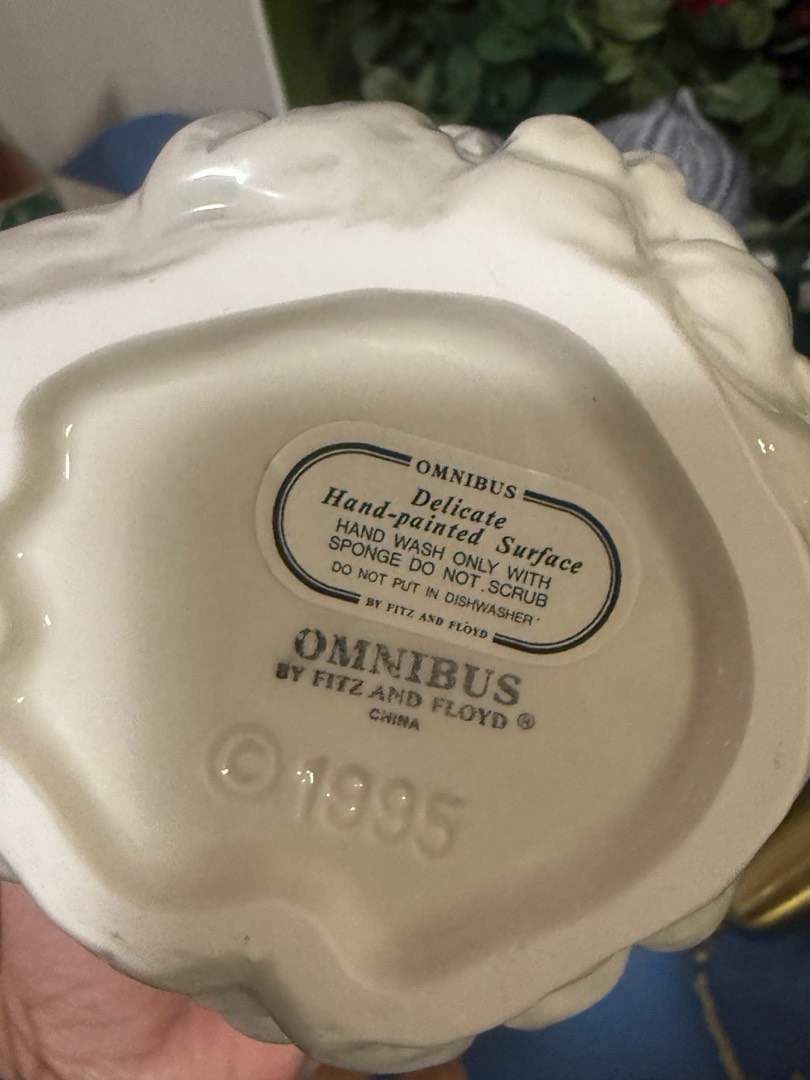 OMNIBUS
Delicate
Hand-painted Surface
HAND WASH ONLY WITH
SPONGE DO NOT SCRUB
DO NOT PUT IN DISHWASHER
BY FITZ AND FLOYD
OMNIBUS
BY FITZ AND FLOYD ®
CHINA
© 1995